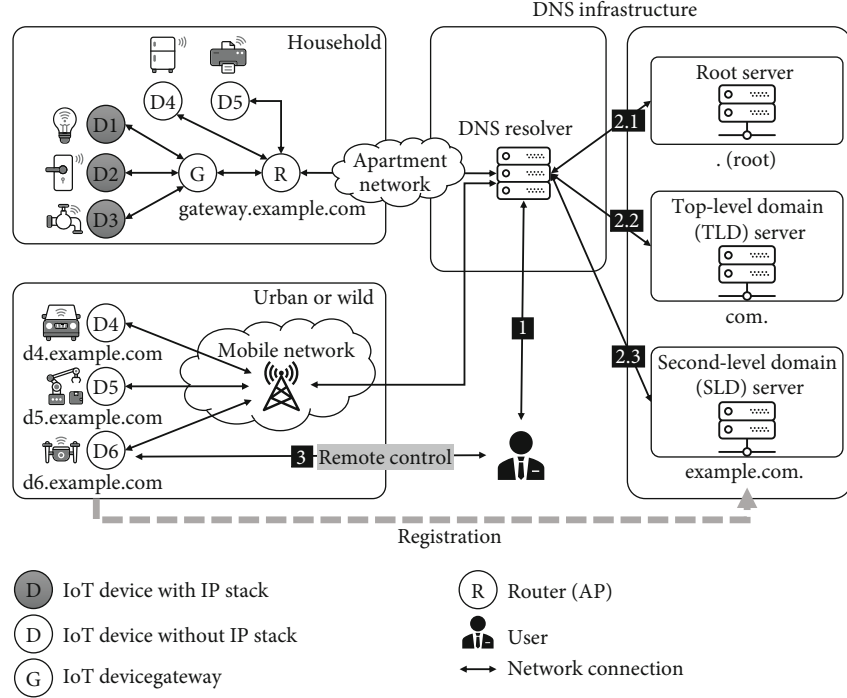 DNS infrastructure
Household
D4
D5
D1
D2
D3
G
R
gateway.example.com
Apartment
network
DNS resolver
2.1
2.2
2.3
Root server
. (root)
Top-level domain
(TLD) server
com.
Second-level domain
(SLD) server
example.com.
Urban or wild
D4
d4.example.com
D5
d5.example.com
D6
d6.example.com
Mobile network
1
3
Remote control
Registration
D
IoT device with IP stack
D
IoT device without IP stack
G
IoT devicegateway
R
Router (AP)
User
Network connection